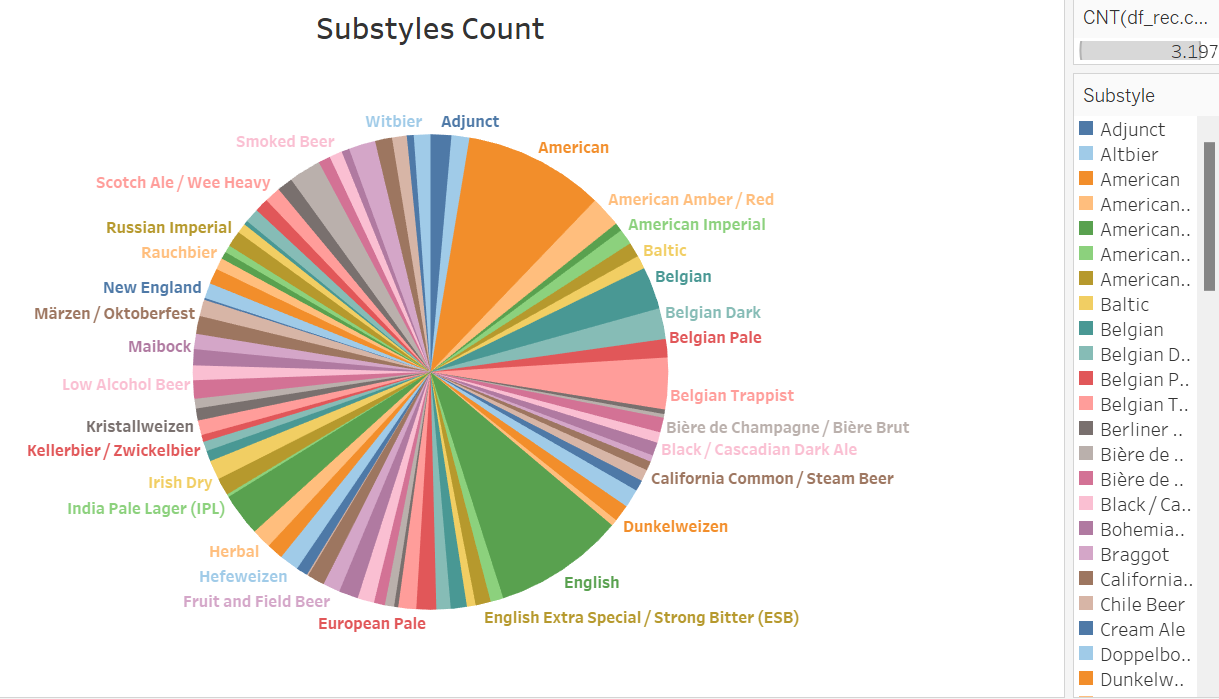 Substyles Count
CNT(df_rec.c...
3.197
Substyle
Adjunct
Altbier
American
American..
American..
American..
American..
Baltic
Belgian
Belgian D..
Belgian P..
Belgian T..
Berliner ..
Bière de ..
Bière de ..
Black / Ca..
Bohemia..
Braggot
California..
Chile Beer
Cream Ale
Doppelbo..
Dunkelw..
Witbier
Adjunct
Smoked Beer
American
Scotch Ale / Wee Heavy
American Amber / Red
Russian Imperial
American Imperial
Rauchbier
Baltic
New England
Belgian
Märzen / Oktoberfest
Belgian Dark
Maibock
Belgian Pale
Low Alcohol Beer
Belgian Trappist
Kristallweizen
Bière de Champagne / Bière Brut
Kellerbier / Zwickelbier
Black / Cascadian Dark Ale
Irish Dry
California Common / Steam Beer
India Pale Lager (IPL)
Dunkelweizen
Herbal
Hefeweizen
English
Fruit and Field Beer
English Extra Special / Strong Bitter (ESB)
European Pale